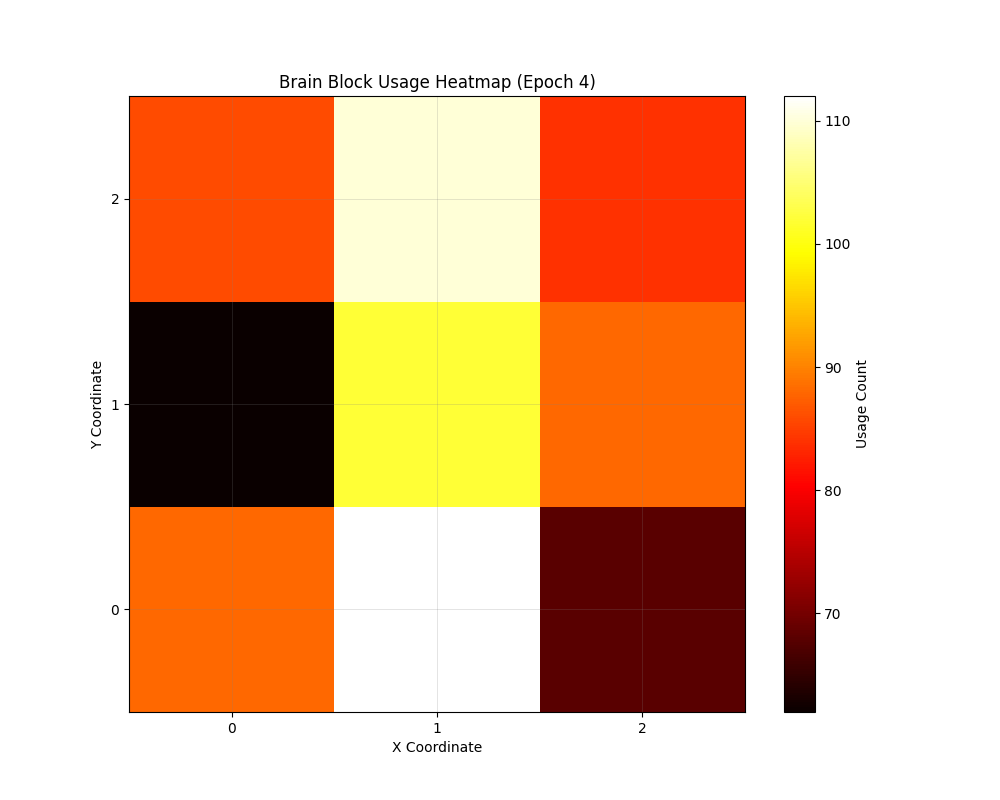 Brain Block Usage Heatmap (Epoch 4)
2
1
0
Y Coordinate
0 1 2
X Coordinate
110
100
90
80
70
Usage Count